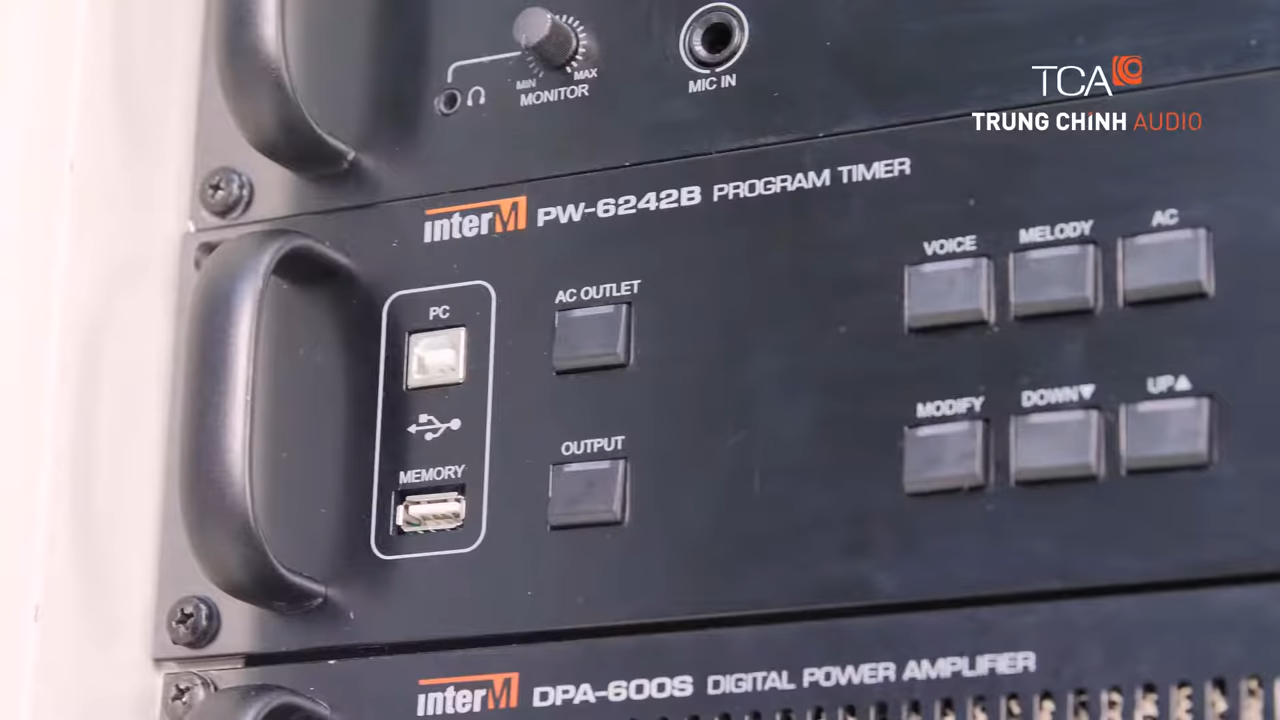 MIN
MAX
MONITOR
MIC IN
TCA
TRUNG CHÍNH AUDIO
interM PW-6242B PROGRAM TIMER
PC
AC OUTLET
VOICE
MELODY
AC
MEMORY
OUTPUT
MODIFY
DOWN▼
UP▲
interM DPA-600S DIGITAL POWER AMPLIFIER